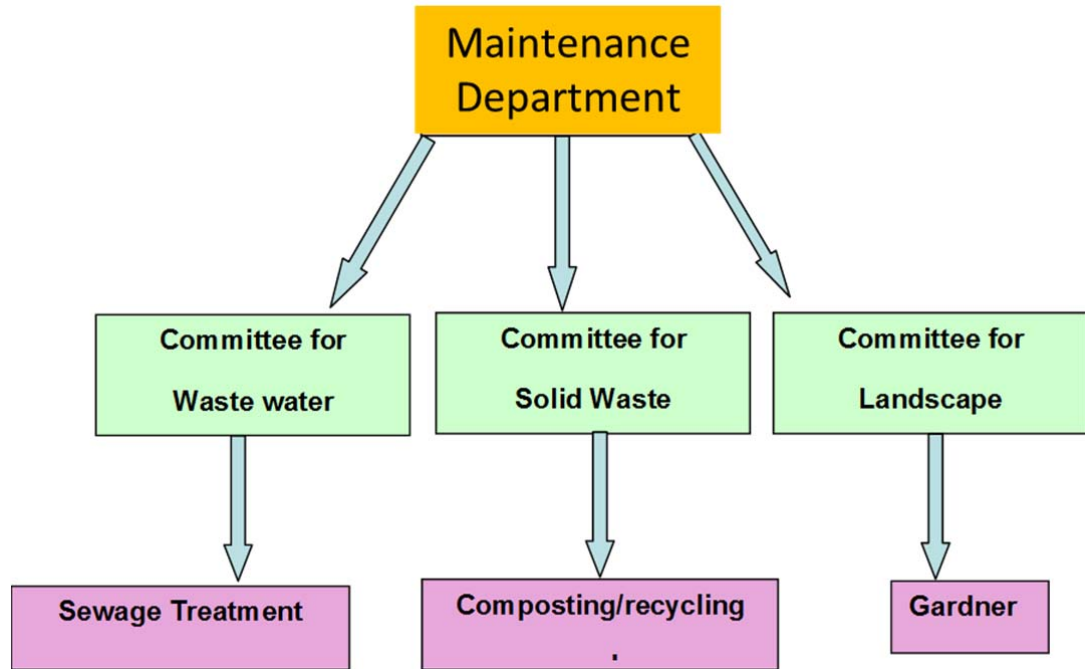 Maintenance
Department
Committee for
Waste water
Committee for
Solid Waste
Committee for
Landscape
Sewage Treatment
Composting/recycling
.
Gardner